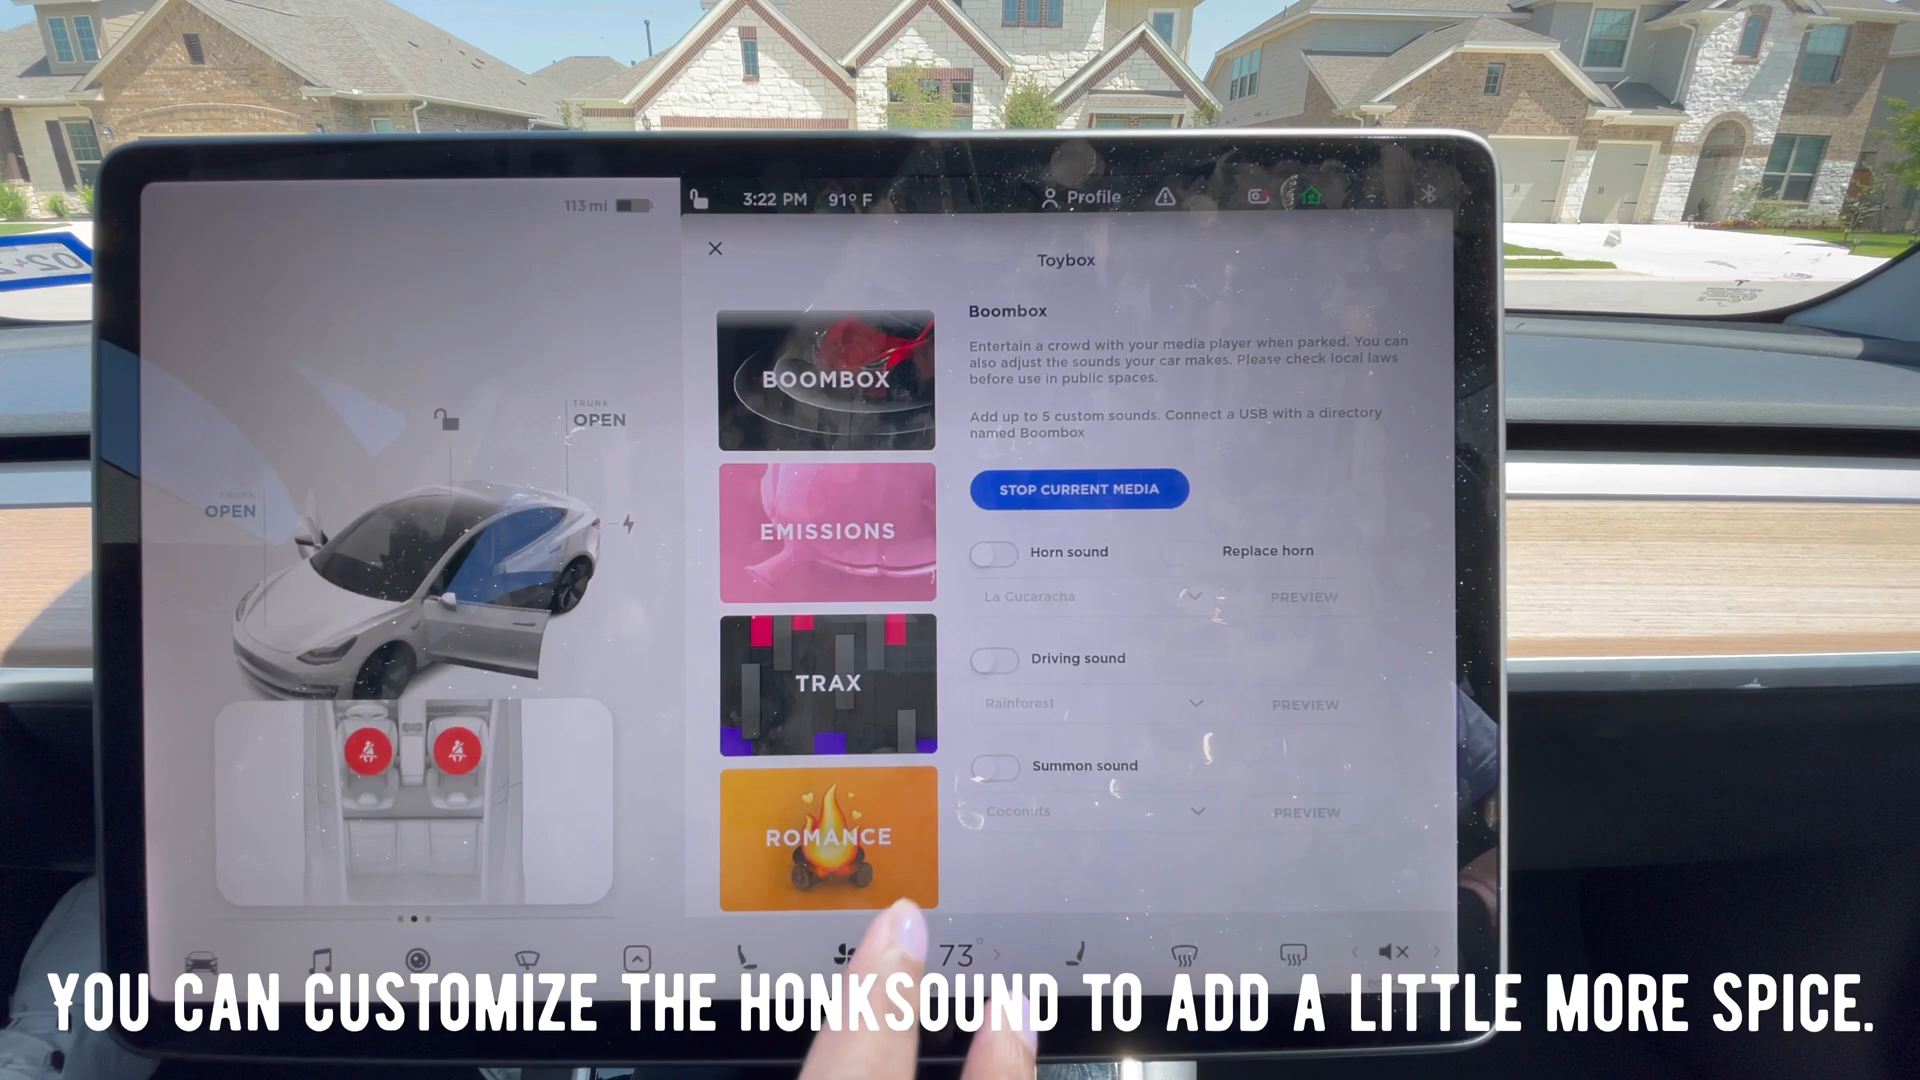 113 mi
3:22 PM 91° F Profile
Toybox
Boombox
Entertain a crowd with your media player when parked. You can
also adjust the sounds your car makes. Please check local laws
before use in public spaces.
Add up to 5 custom sounds. Connect a USB with a directory
named Boombox
STOP CURRENT MEDIA
Horn sound Replace horn
La Cucaracha PREVIEW
Driving sound
Rainforest PREVIEW
Summon sound
Coconuts PREVIEW
BOOMBOX
EMISSIONS
TRAX
ROMANCE
TRUNK
OPEN
OPEN
73°
YOU CAN CUSTOMIZE THE HONKSOUND TO ADD A LITTLE MORE SPICE.